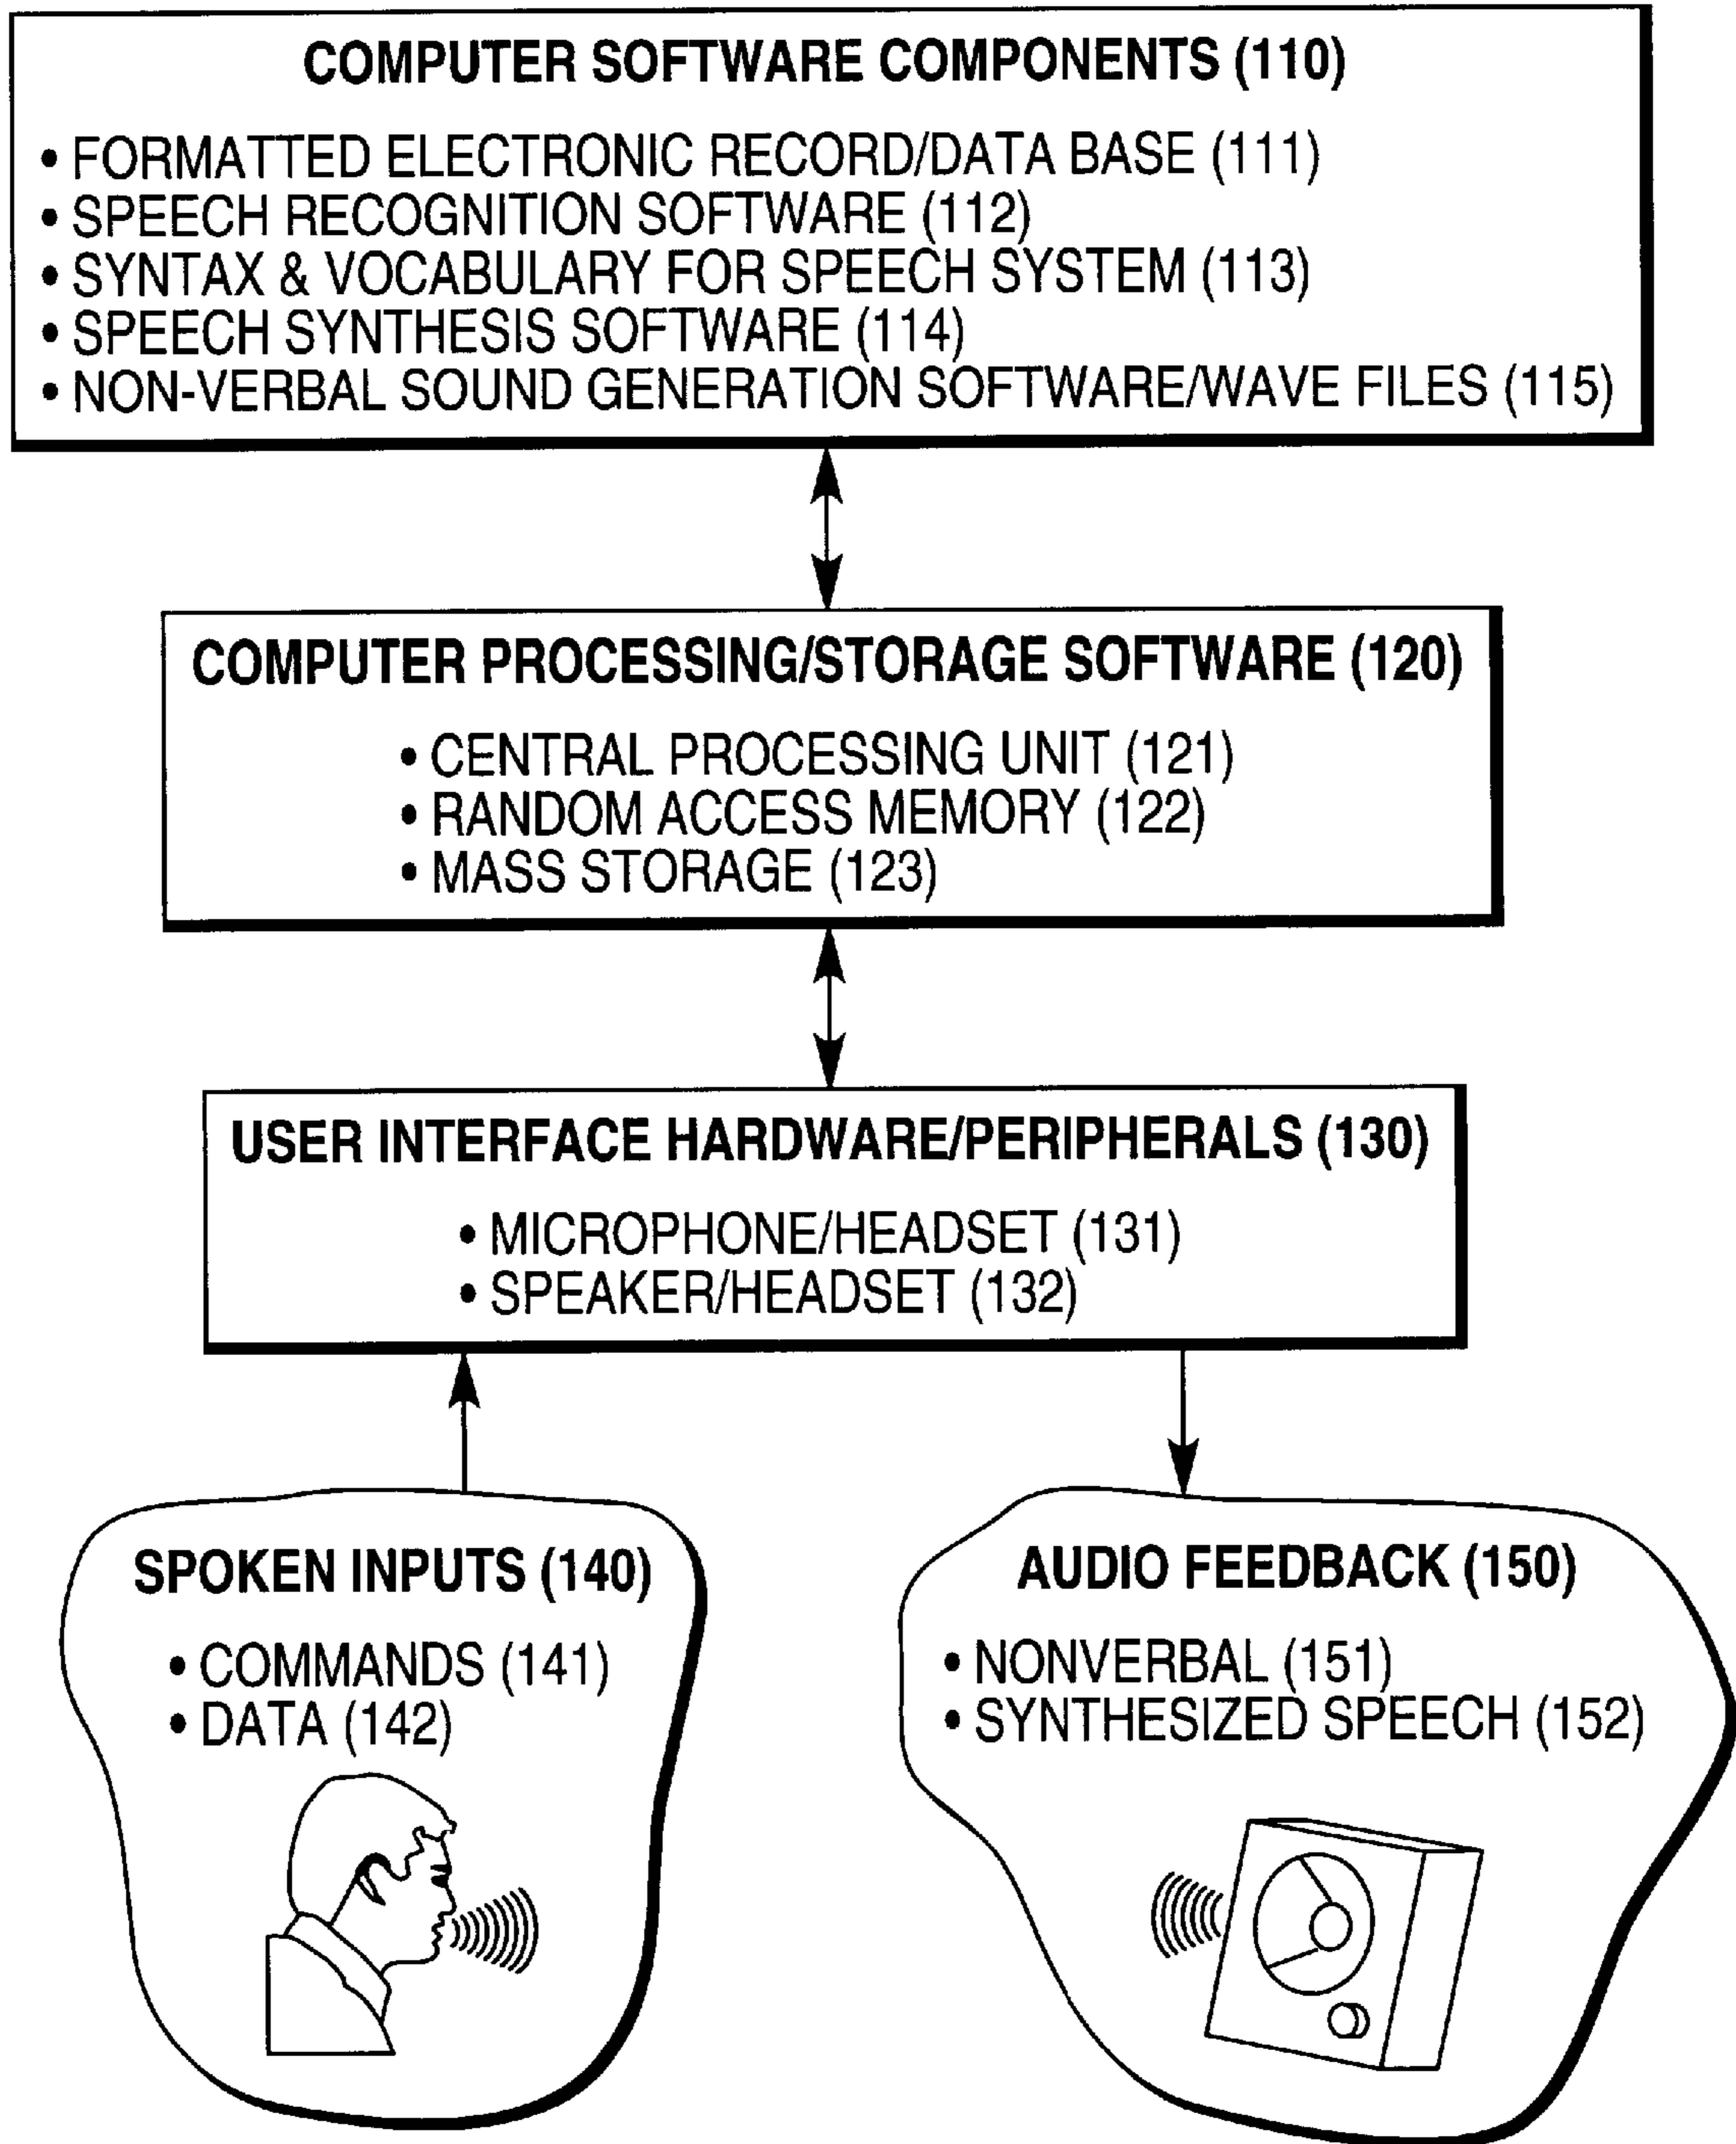 COMPUTER SOFTWARE COMPONENTS (110)
• FORMATTED ELECTRONIC RECORD/DATA BASE (111)
• SPEECH RECOGNITION SOFTWARE (112)
• SYNTAX & VOCABULARY FOR SPEECH SYSTEM (113)
• SPEECH SYNTHESIS SOFTWARE (114)
• NON-VERBAL SOUND GENERATION SOFTWARE/WAVE FILES (115)
COMPUTER PROCESSING/STORAGE SOFTWARE (120)
• CENTRAL PROCESSING UNIT (121)
• RANDOM ACCESS MEMORY (122)
• MASS STORAGE (123)
USER INTERFACE HARDWARE/PERIPHERALS (130)
• MICROPHONE/HEADSET (131)
• SPEAKER/HEADSET (132)
SPOKEN INPUTS (140)
• COMMANDS (141)
• DATA (142)
AUDIO FEEDBACK (150)
• NONVERBAL (151)
• SYNTHESIZED SPEECH (152)